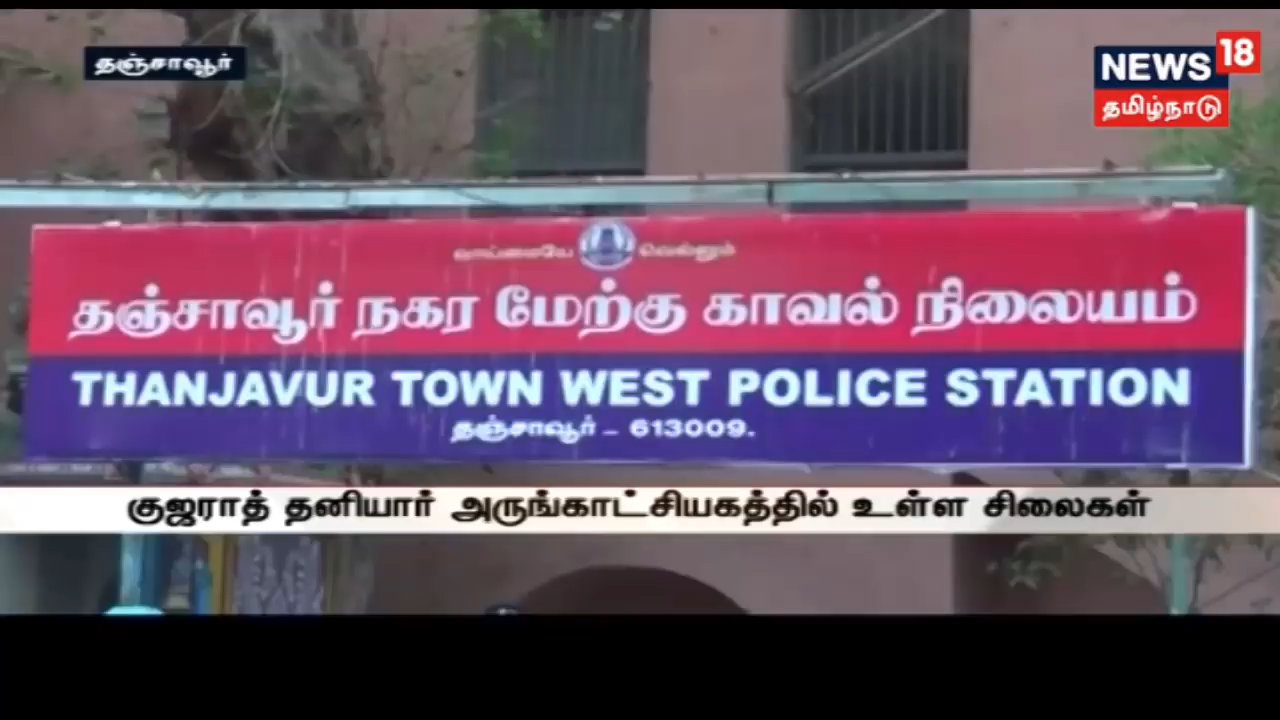 தஞ்சாவூர்
NEWS 18
தமிழ்நாடு
வாய்மையே வெல்லும்
தஞ்சாவூர் நகர மேற்கு காவல் நிலையம்
THANJAVUR TOWN WEST POLICE STATION
தஞ்சாவூர் - 613009.
குஜராத் தனியார் அருங்காட்சியகத்தில் உள்ள சிலைகள்